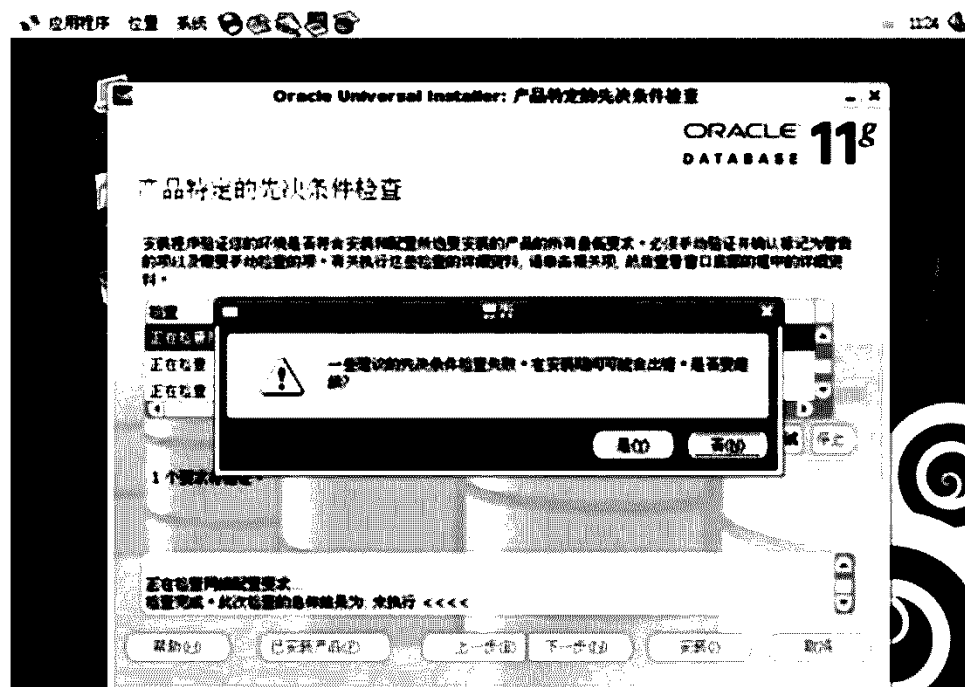 应用程序 位置 系统 11:24
Oracle Universal Installer: 产品特定的先决条件检查
ORACLE 11g
DATABASE
产品特定的先决条件检查
安装程序验证您的环境是否符合安装和配置所选要安装的产品的所有最低要求。必须手动验证并确认标记为警告
的项以及需要手动检查的项。有关执行这些检查的详细资料, 请单击相关项, 然后查看窗口底部的框中的详细资
料。
检查
正在检查
正在检查
正在检查
警告
一些建议的先决条件检查失败。在安装期间可能会出错。是否要继
续?
是(Y) 否(N)
试 停止
1 个要求待验证。
正在检查网络配置要求...
检查完成。此次检查的总体结果为: 未执行 <<<<
帮助(H) 已安装产品(P) 上一步(B) 下一步(N) 安装(I) 取消